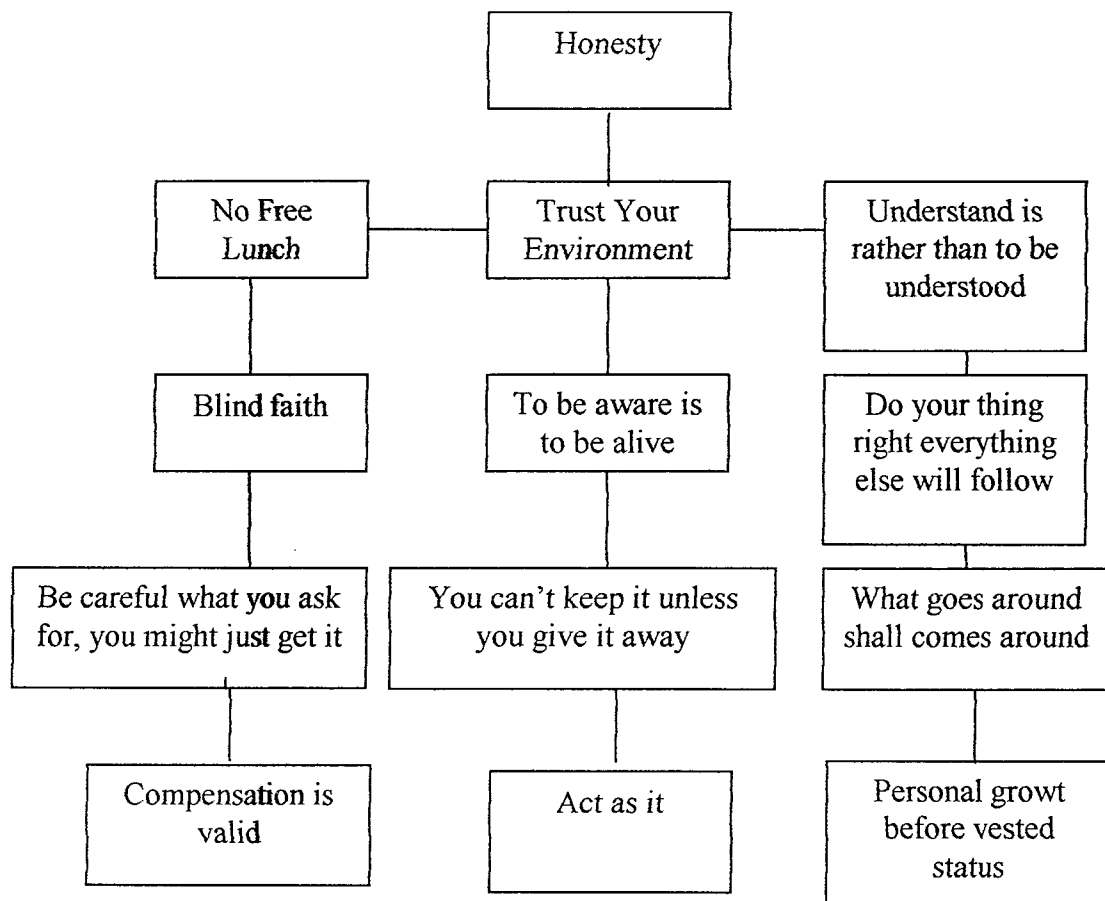 Honesty
No Free
Lunch
Trust Your
Environment
Understand is
rather than to be
understood
Blind faith
To be aware is
to be alive
Do your thing
right everything
else will follow
Be careful what you ask
for, you might just get it
You can't keep it unless
you give it away
What goes around
shall comes around
Compensation is
valid
Act as it
Personal growt
before vested
status